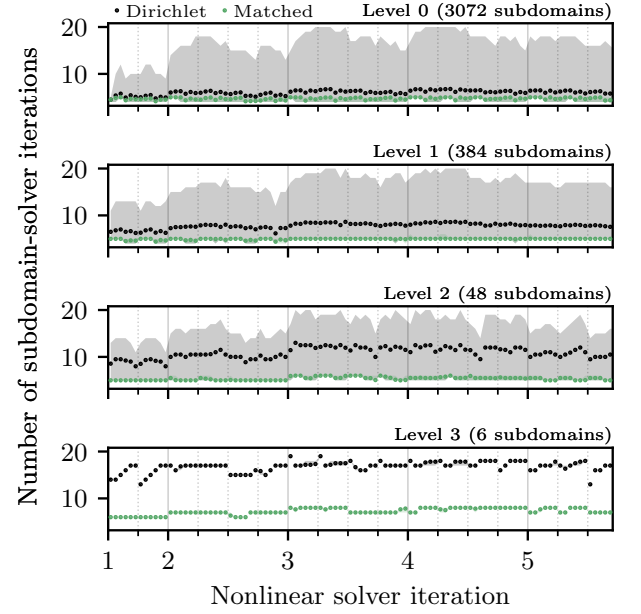 Dirichlet Matched Level 0 (3072 subdomains)
20
10
Level 1 (384 subdomains)
20
10
Level 2 (48 subdomains)
20
10
Level 3 (6 subdomains)
20
10
1 2 3 4 5
Nonlinear solver iteration
Number of subdomain-solver iterations